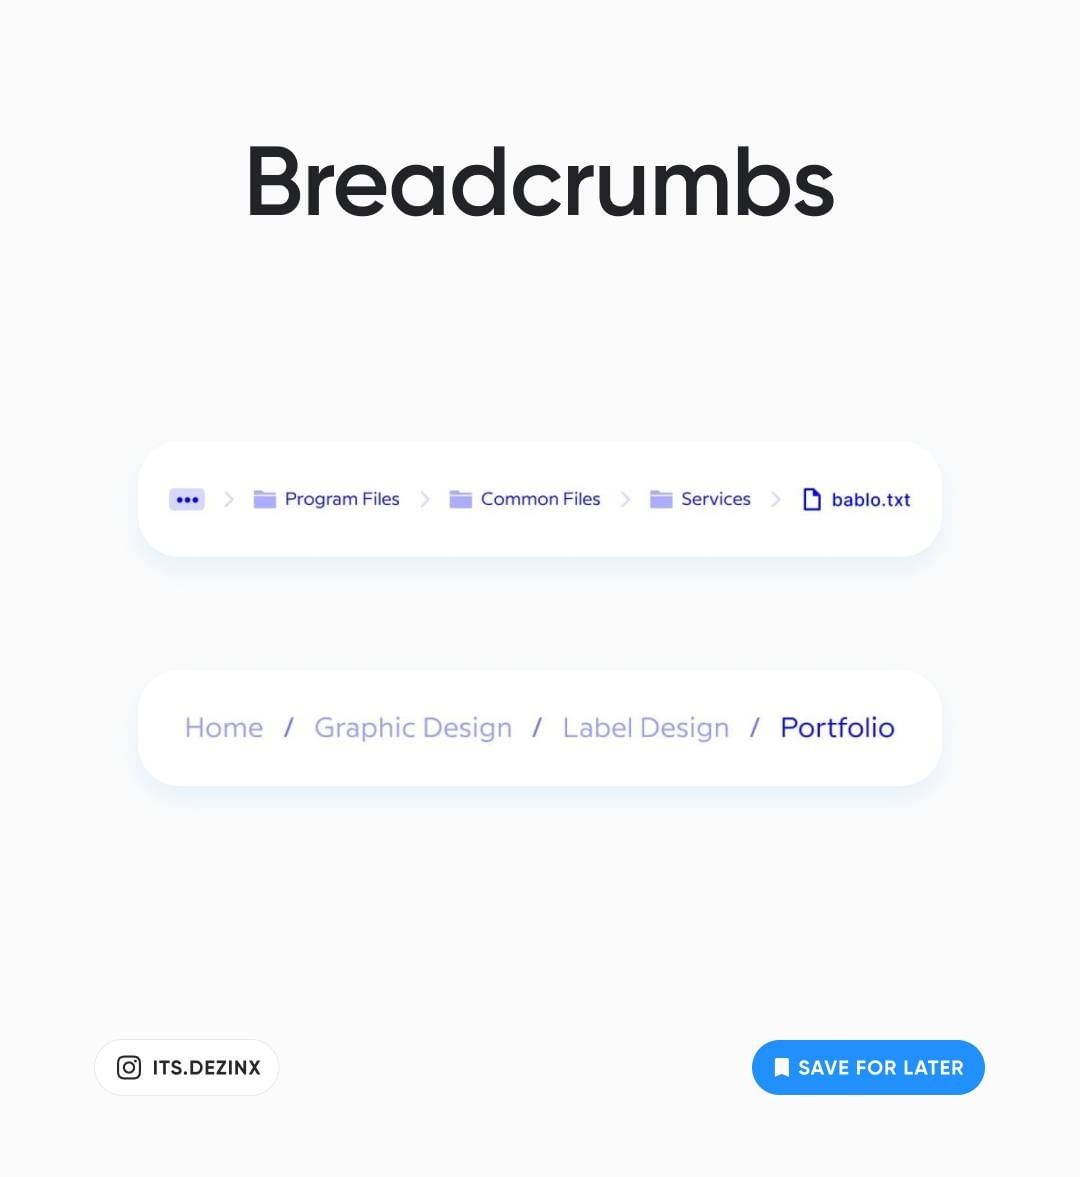 Breadcrumbs
••• > Program Files > Common Files > Services > bablo.txt
Home / Graphic Design / Label Design / Portfolio
ITS.DEZINX
SAVE FOR LATER